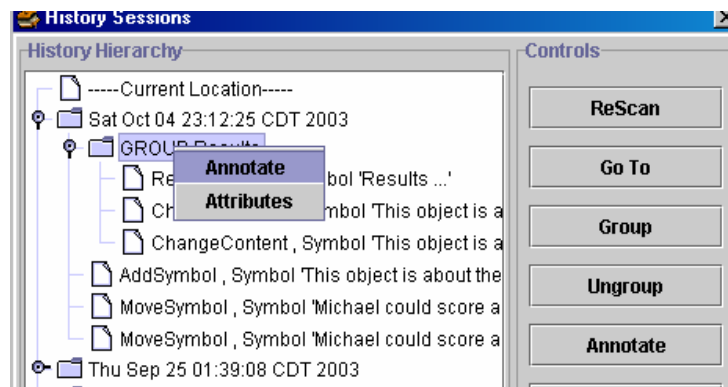 History Sessions
History Hierarchy
-----Current Location-----
Sat Oct 04 23:12:25 CDT 2003
GROUP Results
Annotate
Attributes
Re bol 'Results ...'
Ch mbol 'This object is a
ChangeContent , Symbol 'This object is a
AddSymbol , Symbol 'This object is about the
MoveSymbol , Symbol 'Michael could score a
MoveSymbol , Symbol 'Michael could score a
Thu Sep 25 01:39:08 CDT 2003
Controls
ReScan
Go To
Group
Ungroup
Annotate